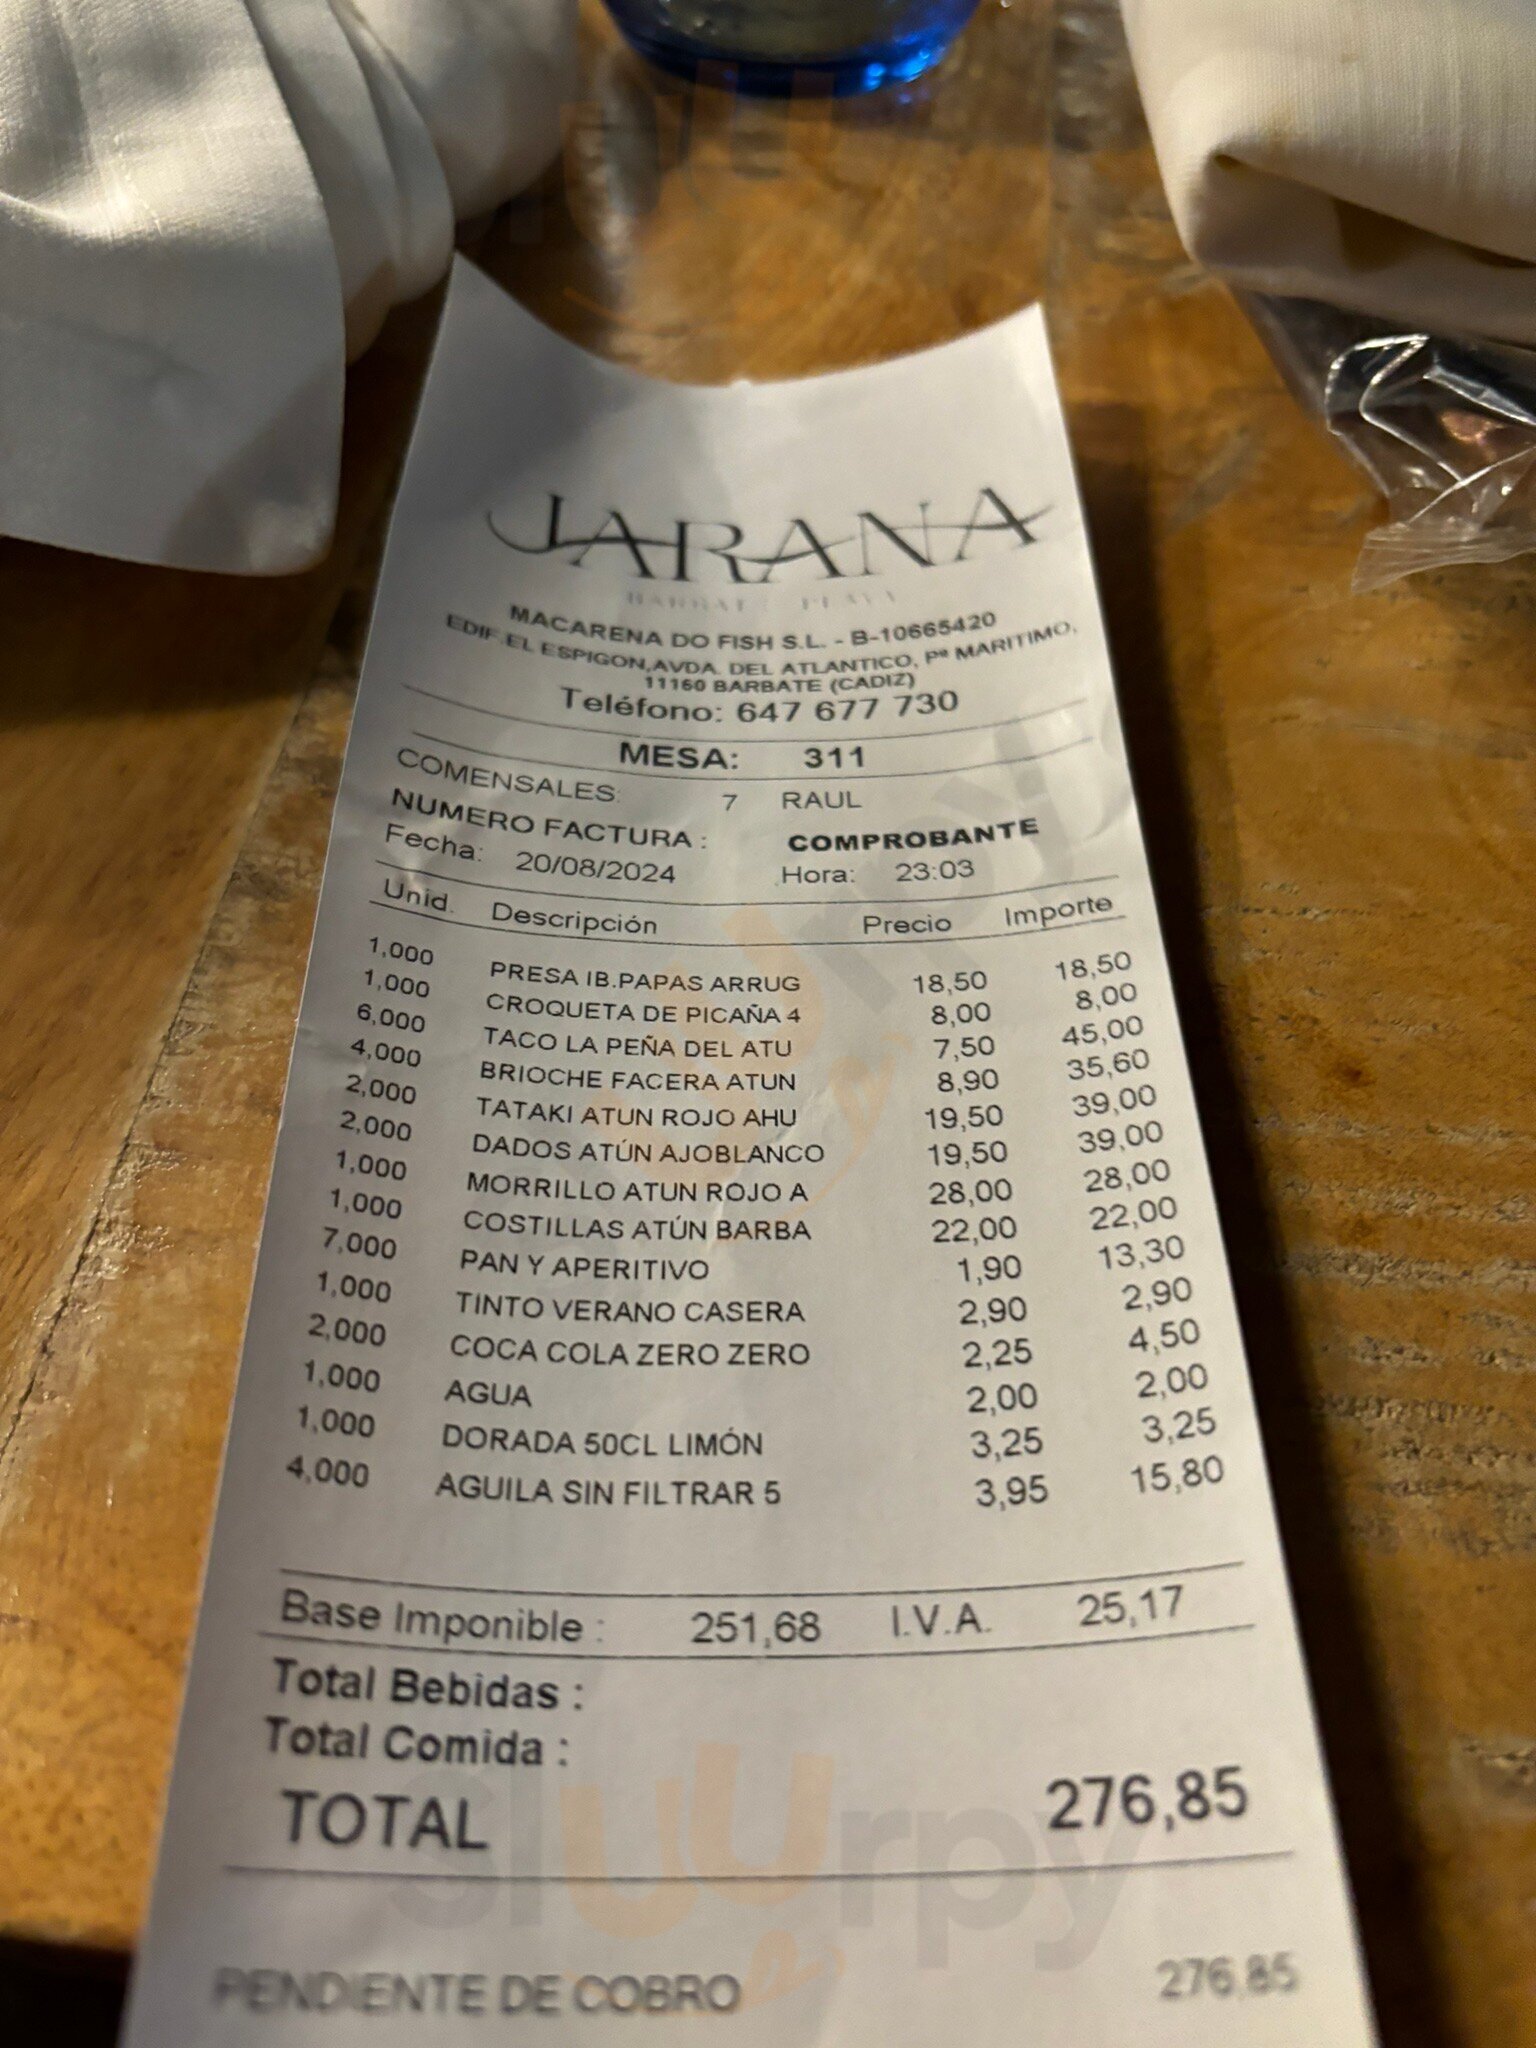 JARANA
BARBATE PLAYA
MACARENA DO FISH S.L. - B-10665420
EDIF.EL ESPIGON,AVDA. DEL ATLANTICO, Pº MARITIMO,
11160 BARBATE (CADIZ)
Teléfono: 647 677 730
MESA: 311
COMENSALES: 7 RAUL
NUMERO FACTURA : COMPROBANTE
Fecha: 20/08/2024 Hora: 23:03
Unid. Descripción Precio Importe
1,000 PRESA IB.PAPAS ARRUG 18,50 18,50
1,000 CROQUETA DE PICAÑA 4 8,00 8,00
6,000 TACO LA PEÑA DEL ATU 7,50 45,00
4,000 BRIOCHE FACERA ATUN 8,90 35,60
2,000 TATAKI ATUN ROJO AHU 19,50 39,00
2,000 DADOS ATÚN AJOBLANCO 19,50 39,00
1,000 MORRILLO ATUN ROJO A 28,00 28,00
1,000 COSTILLAS ATÚN BARBA 22,00 22,00
7,000 PAN Y APERITIVO 1,90 13,30
1,000 TINTO VERANO CASERA 2,90 2,90
2,000 COCA COLA ZERO ZERO 2,25 4,50
1,000 AGUA 2,00 2,00
1,000 DORADA 50CL LIMÓN 3,25 3,25
4,000 AGUILA SIN FILTRAR 5 3,95 15,80
Base Imponible : 251,68 I.V.A. 25,17
Total Bebidas :
Total Comida :
TOTAL 276,85
sluurpy
PENDIENTE DE COBRO 276,85